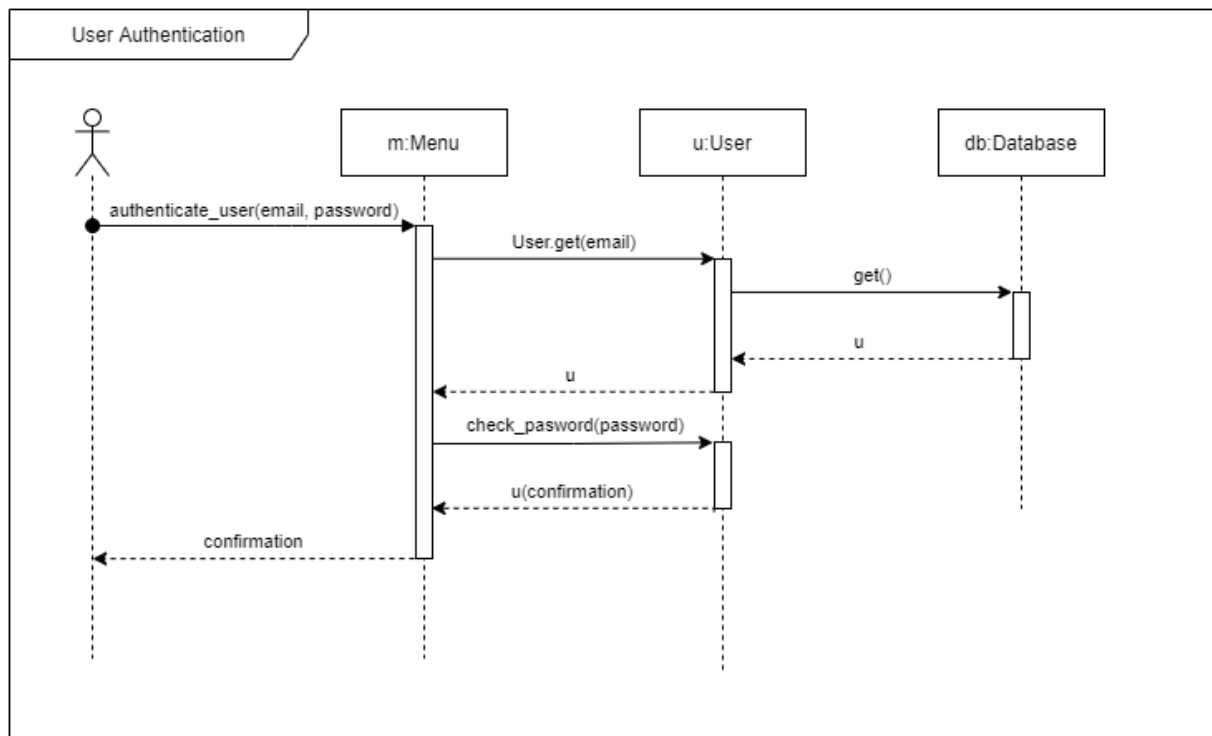 User Authentication
m:Menu
u:User
db:Database
authenticate_user(email, password)
User.get(email)
get()
u
u
check_pasword(password)
u(confirmation)
confirmation